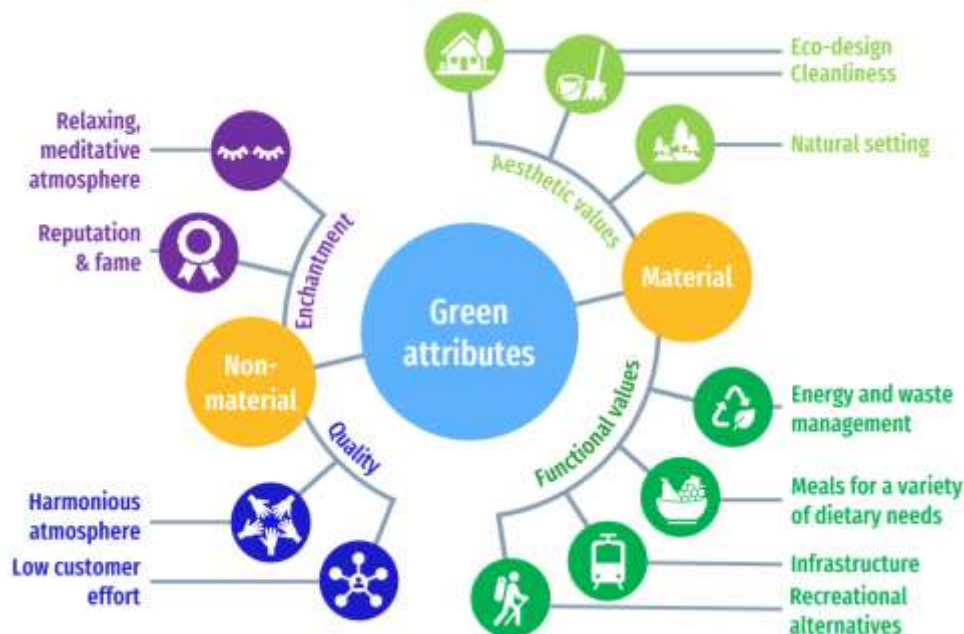 Green
attributes
Material
Aesthetic values
Eco-design
Cleanliness
Natural setting
Functional values
Energy and waste
management
Meals for a variety
of dietary needs
Infrastructure
Recreational
alternatives
Non-
material
Enchantment
Relaxing,
meditative
atmosphere
Reputation
& fame
Quality
Harmonious
atmosphere
Low customer
effort